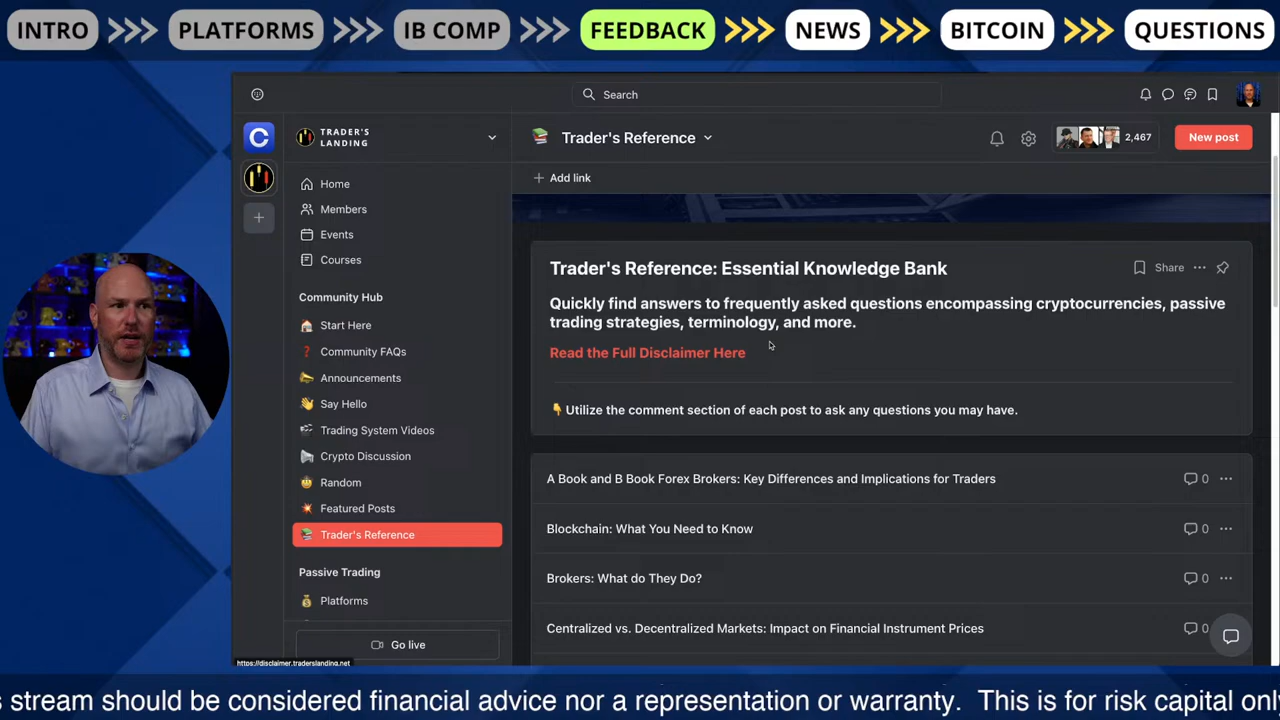 INTRO
PLATFORMS
IB COMP
FEEDBACK
NEWS
BITCOIN
QUESTIONS
Search
TRADER'S
LANDING
Trader's Reference
2,467
New post
Add link
Home
Members
Events
Courses
Community Hub
Start Here
Community FAQs
Announcements
Say Hello
Trading System Videos
Crypto Discussion
Random
Featured Posts
Trader's Reference
Passive Trading
Platforms
Go live
https://disclaimer.traderslanding.net
Trader's Reference: Essential Knowledge Bank
Share
Quickly find answers to frequently asked questions encompassing cryptocurrencies, passive
trading strategies, terminology, and more.
Read the Full Disclaimer Here
👇 Utilize the comment section of each post to ask any questions you may have.
A Book and B Book Forex Brokers: Key Differences and Implications for Traders
0
Blockchain: What You Need to Know
0
Brokers: What do They Do?
0
Centralized vs. Decentralized Markets: Impact on Financial Instrument Prices
0
s stream should be considered financial advice nor a representation or warranty. This is for risk capital only